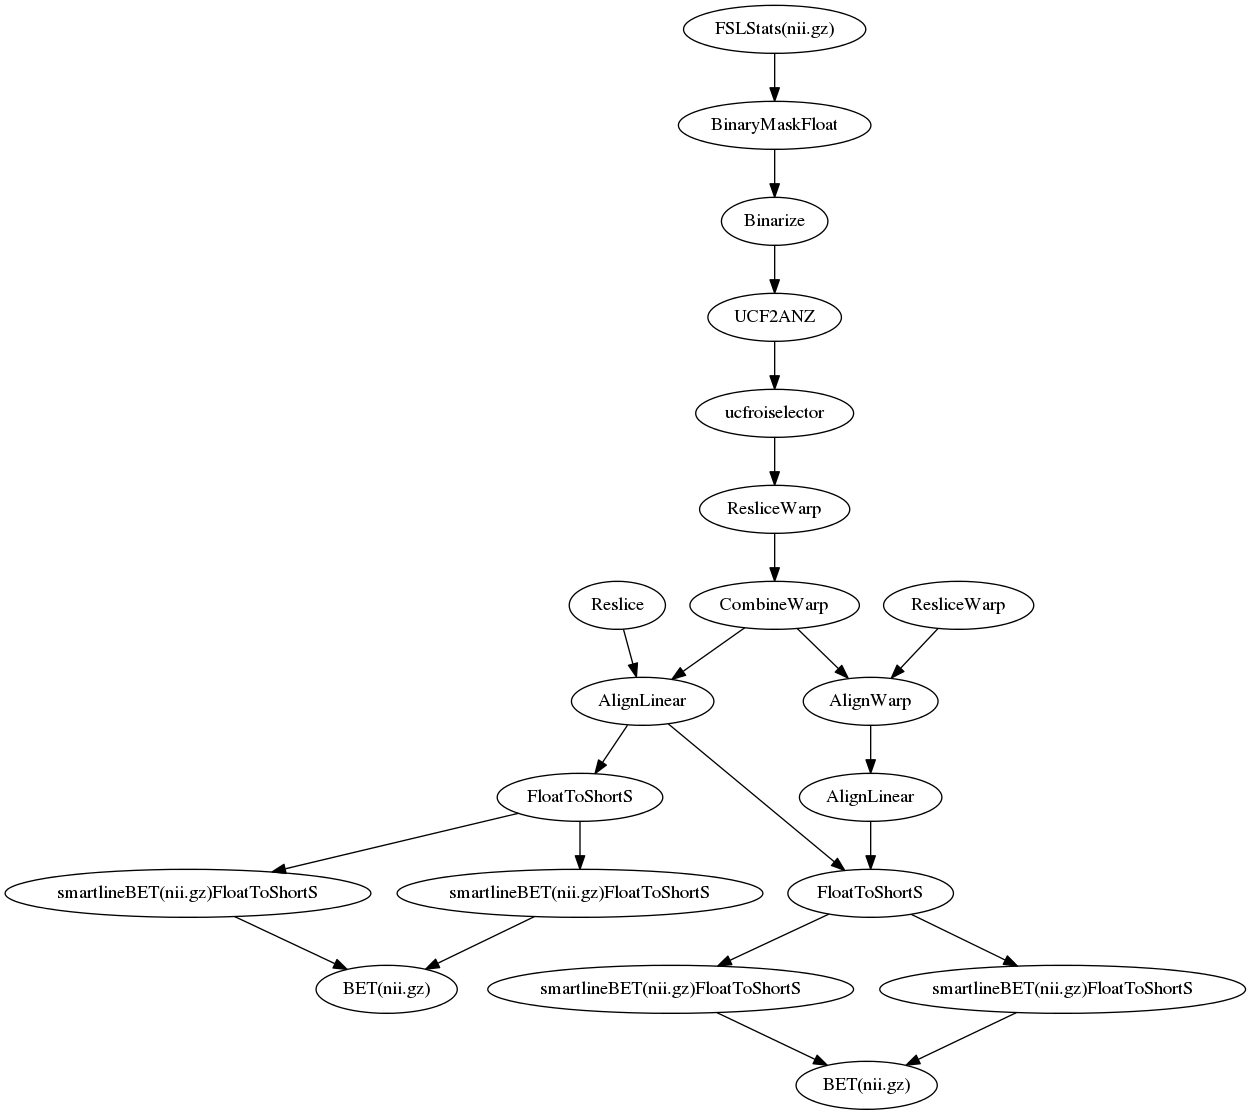 FSLStats(nii.gz)
BinaryMaskFloat
Binarize
UCF2ANZ
ucfroiselector
ResliceWarp
Reslice
CombineWarp
ResliceWarp
AlignLinear
AlignWarp
FloatToShortS
AlignLinear
smartlineBET(nii.gz)FloatToShortS
smartlineBET(nii.gz)FloatToShortS
FloatToShortS
BET(nii.gz)
smartlineBET(nii.gz)FloatToShortS
smartlineBET(nii.gz)FloatToShortS
BET(nii.gz)